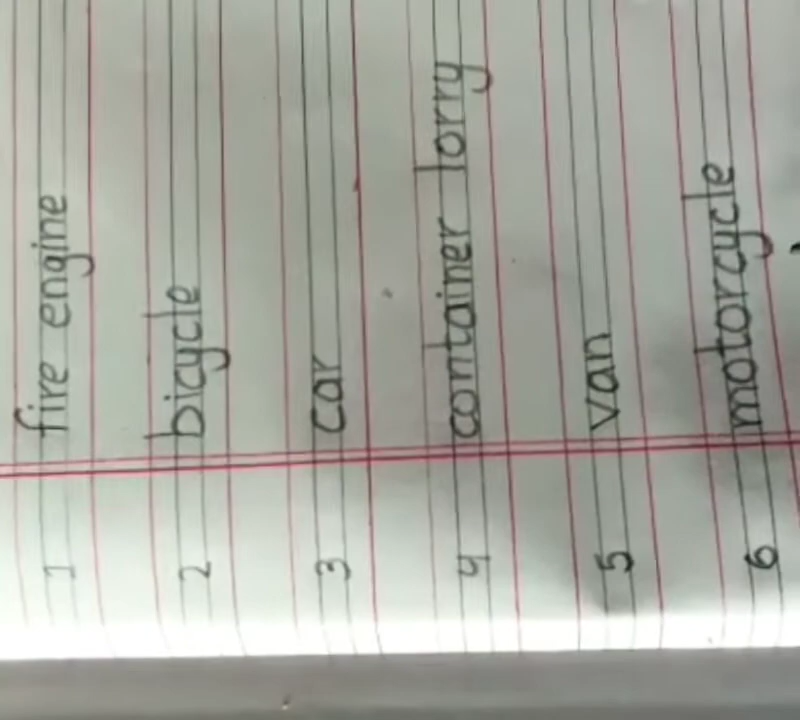 1 fire engine
2 bicycle
3 car
4 container lorry
5 van
6 motorcycle